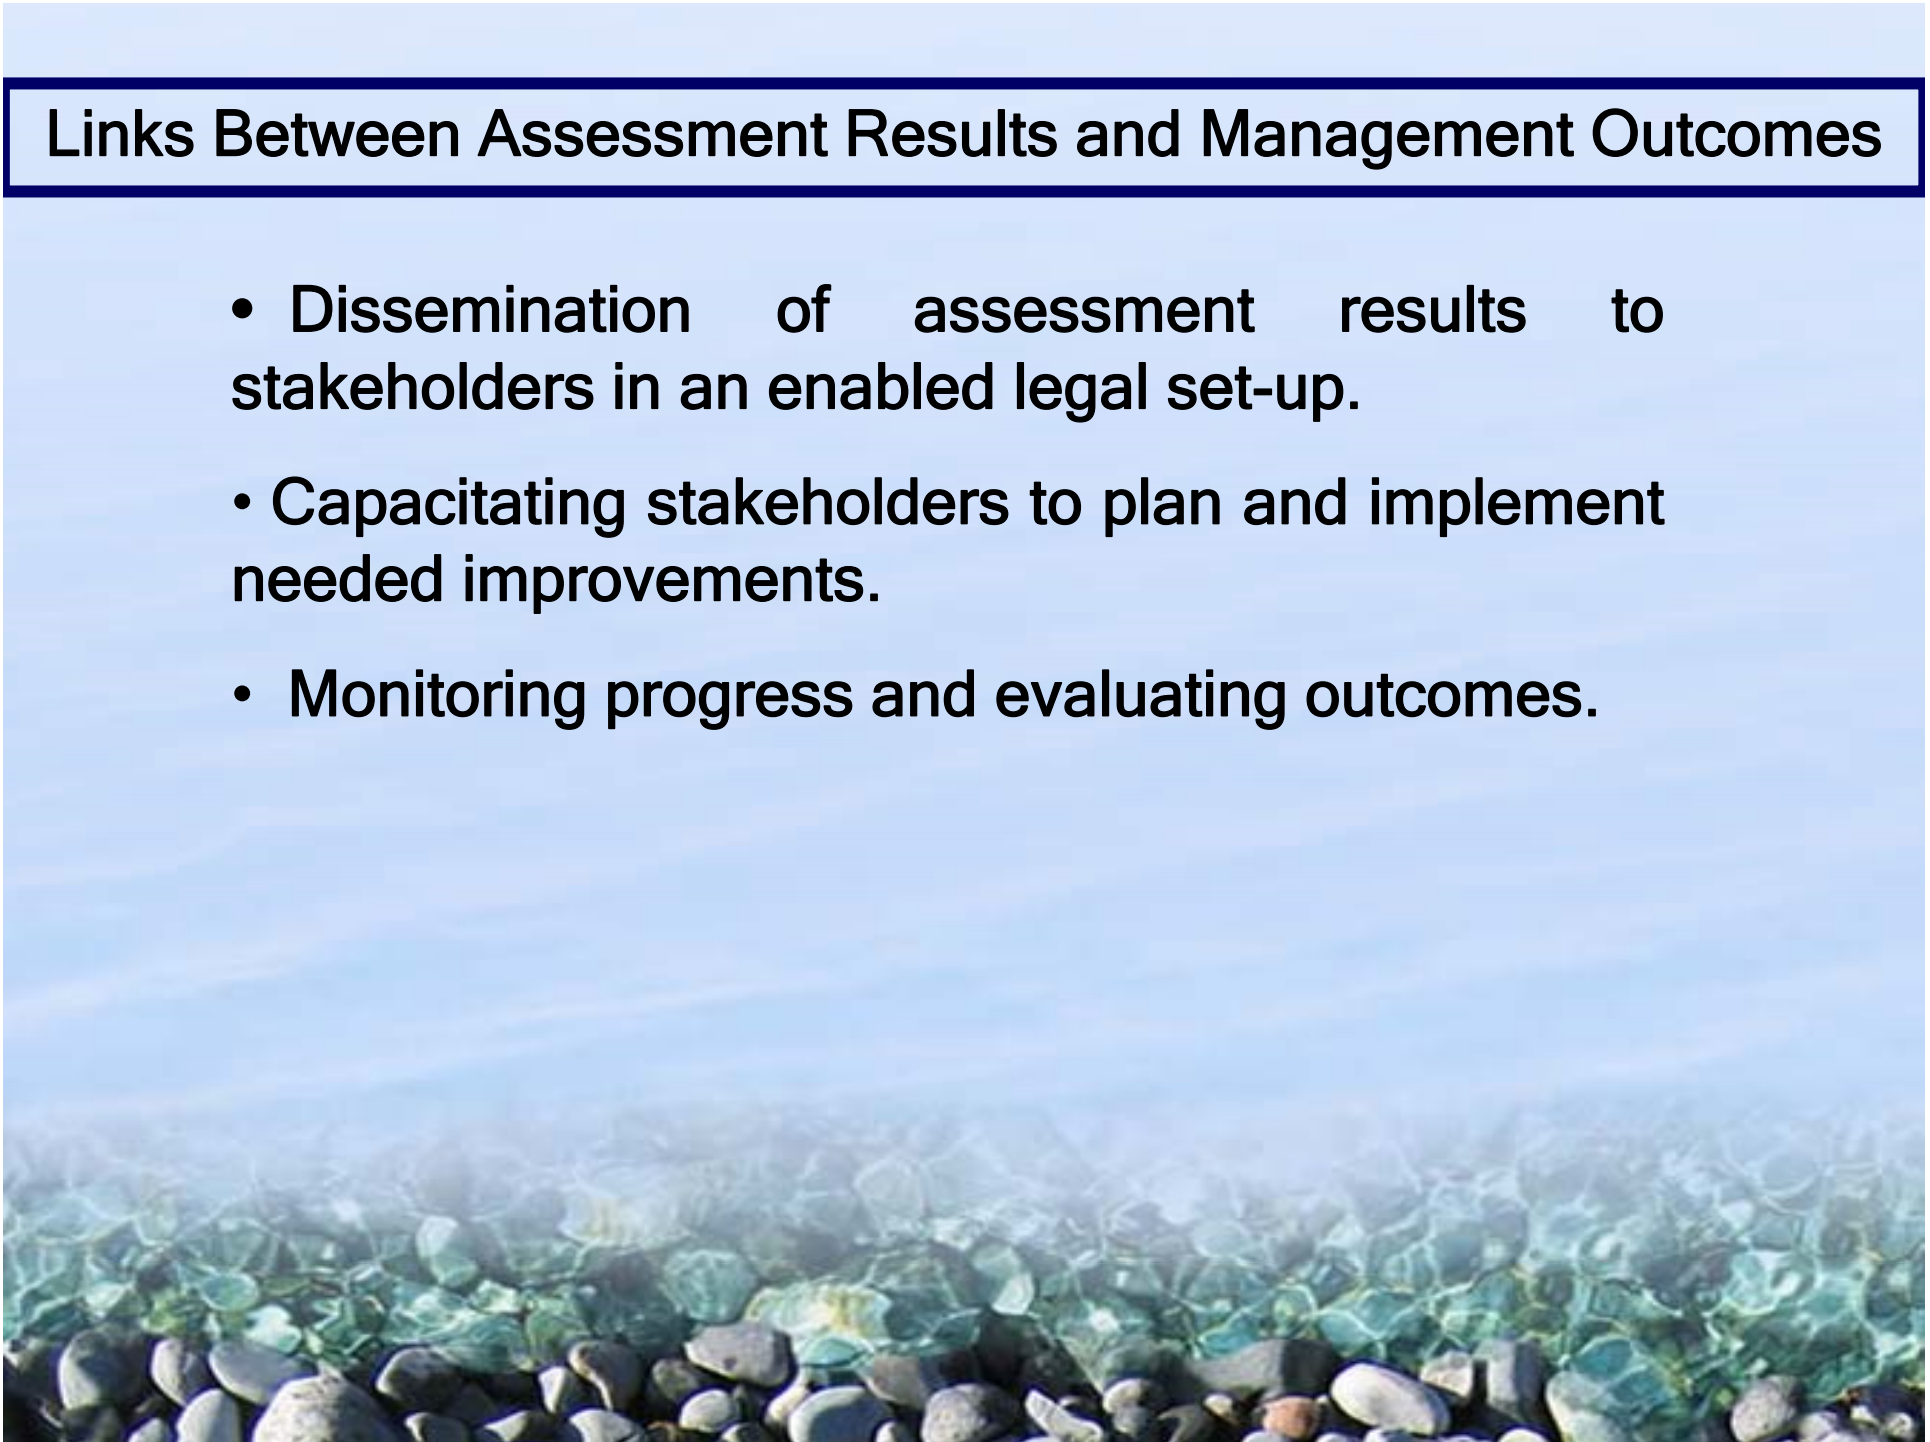 Links Between Assessment Results and Management Outcomes
• Dissemination of assessment results to
stakeholders in an enabled legal set-up.
• Capacitating stakeholders to plan and implement
needed improvements.
• Monitoring progress and evaluating outcomes.